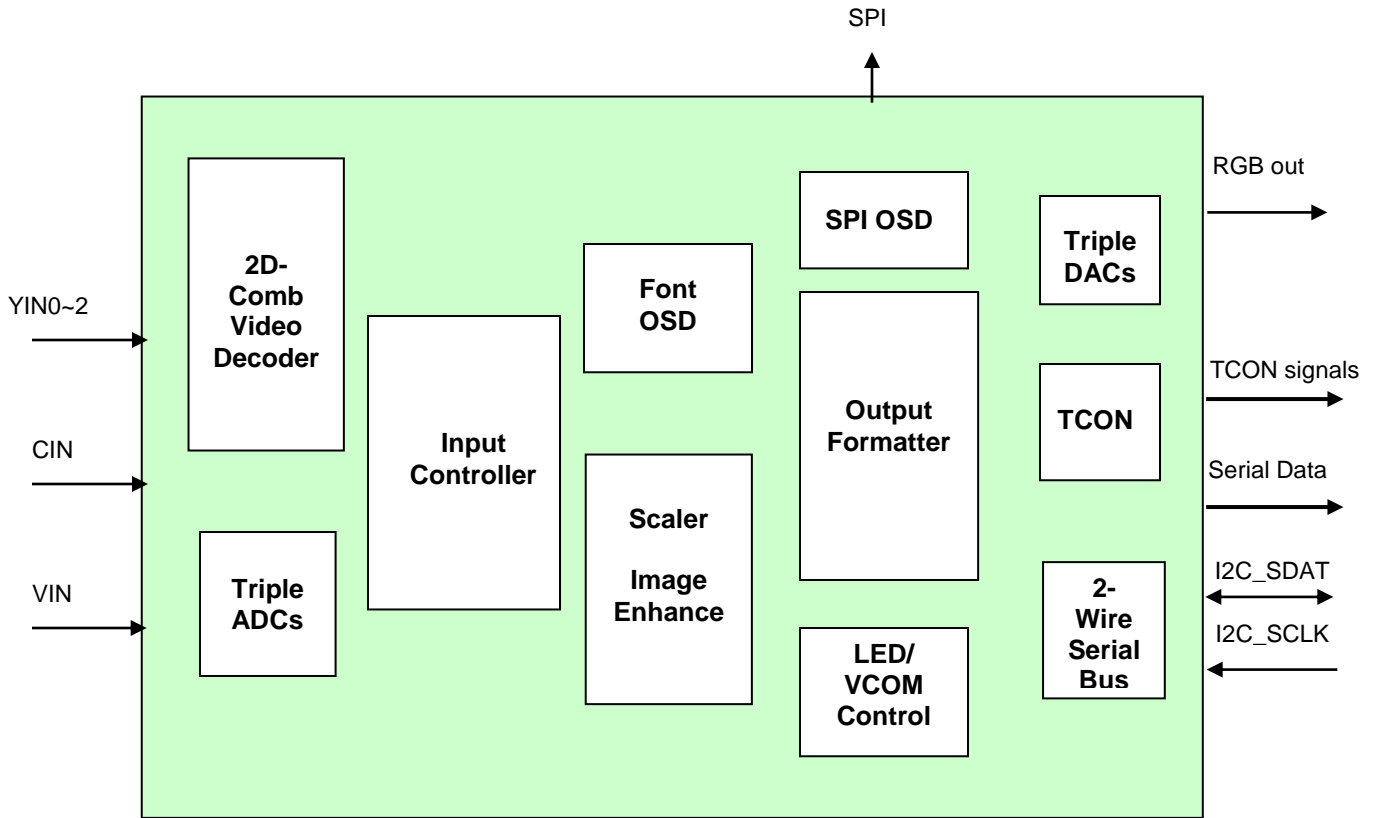 SPI
RGB out
SPI OSD
Triple
DACs
2D-
Comb
Video
Decoder
Font
OSD
YIN0~2
TCON signals
Output
Formatter
TCON
Input
Controller
CIN
Serial Data
Scaler
Image
Enhance
Triple
ADCs
VIN
I2C_SDAT
2-
Wire
Serial
Bus
I2C_SCLK
LED/
VCOM
Control